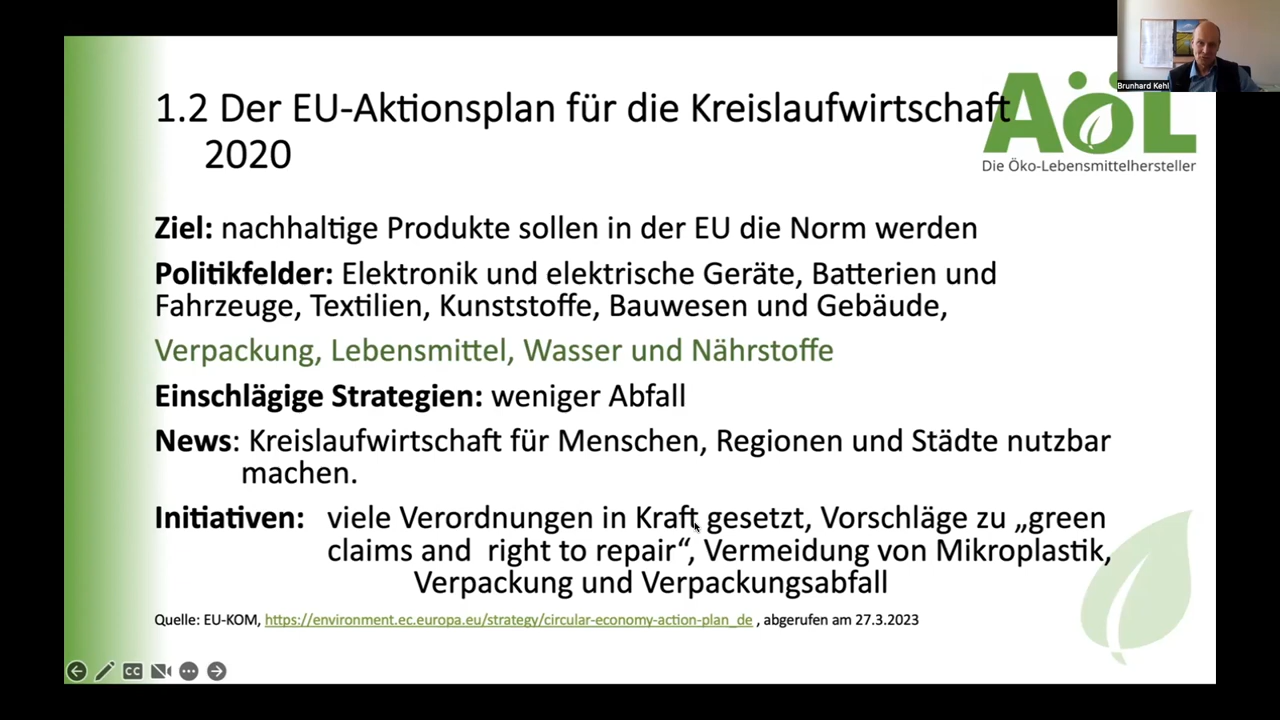 Brunhard Kehl
1.2 Der EU-Aktionsplan für die Kreislaufwirtschaft
2020
AöL
Die Öko-Lebensmittelhersteller
Ziel: nachhaltige Produkte sollen in der EU die Norm werden
Politikfelder: Elektronik und elektrische Geräte, Batterien und
Fahrzeuge, Textilien, Kunststoffe, Bauwesen und Gebäude,
Verpackung, Lebensmittel, Wasser und Nährstoffe
Einschlägige Strategien: weniger Abfall
News: Kreislaufwirtschaft für Menschen, Regionen und Städte nutzbar
machen.
Initiativen: viele Verordnungen in Kraft gesetzt, Vorschläge zu „green
claims and right to repair“, Vermeidung von Mikroplastik,
Verpackung und Verpackungsabfall
Quelle: EU-KOM, https://environment.ec.europa.eu/strategy/circular-economy-action-plan_de , abgerufen am 27.3.2023
CC